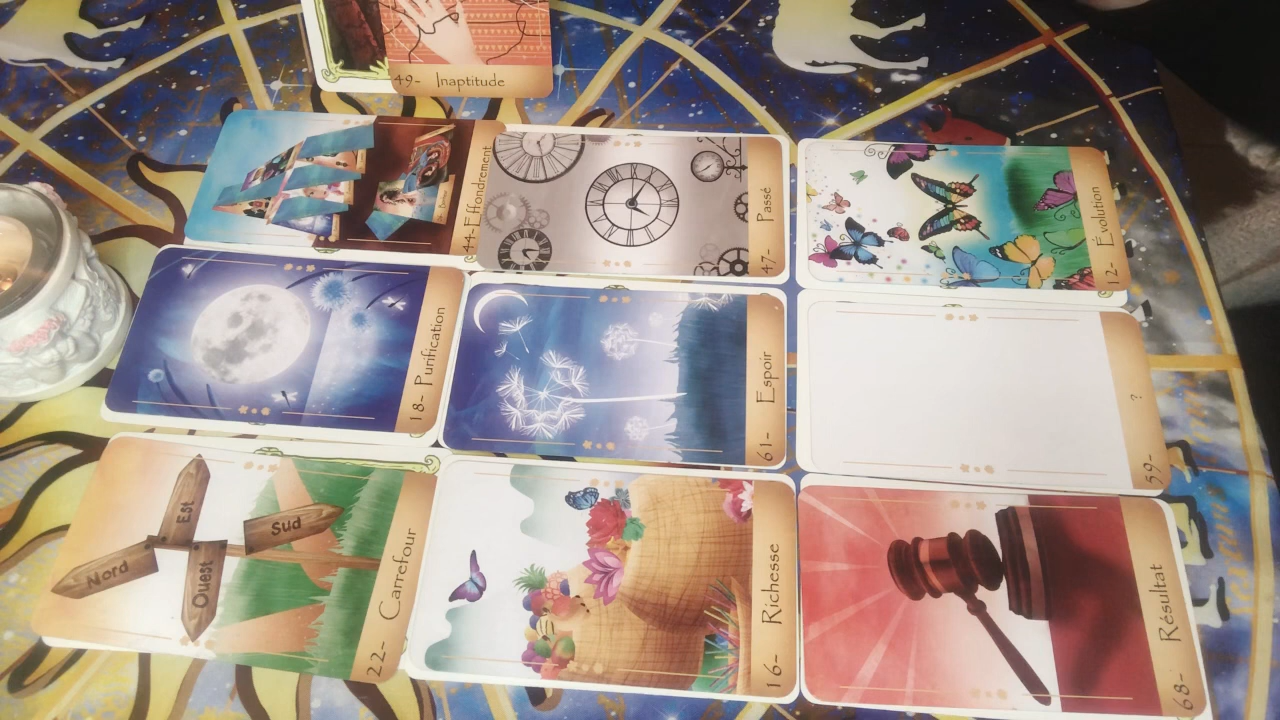 49- Inaptitude
44- Effondrement
47- Passé
12- Évolution
18- Purification
61- Espoir
59- ?
22- Carrefour
Nord
Est
Ouest
Sud
16- Richesse
68- Résultat